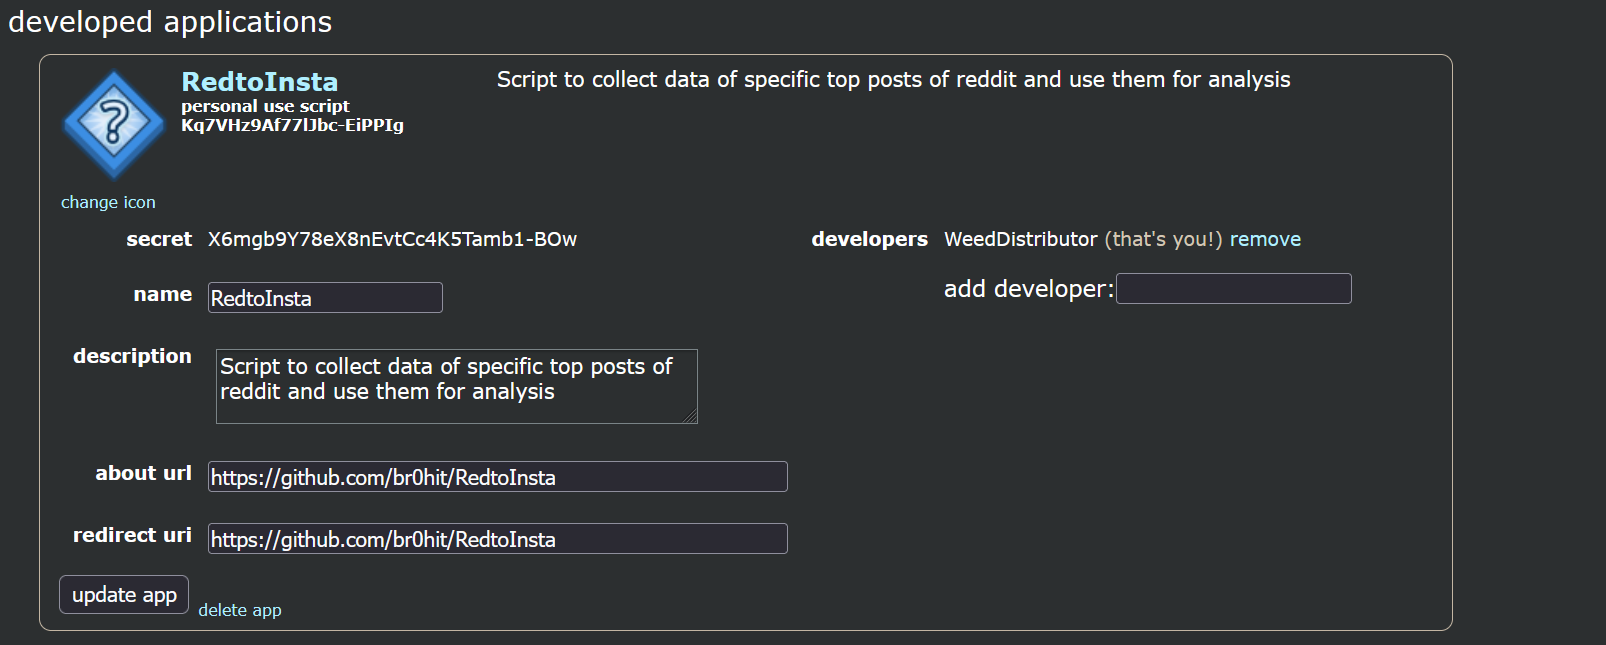 developed applications
RedtoInsta
personal use script
Kq7VHz9Af77lJbc-EiPPIg
Script to collect data of specific top posts of reddit and use them for analysis
change icon
secret X6mgb9Y78eX8nEvtCc4K5Tamb1-BOw
developers WeedDistributor (that's you!) remove
add developer:
name RedtoInsta
description Script to collect data of specific top posts of
reddit and use them for analysis
about url https://github.com/br0hit/RedtoInsta
redirect uri https://github.com/br0hit/RedtoInsta
update app
delete app